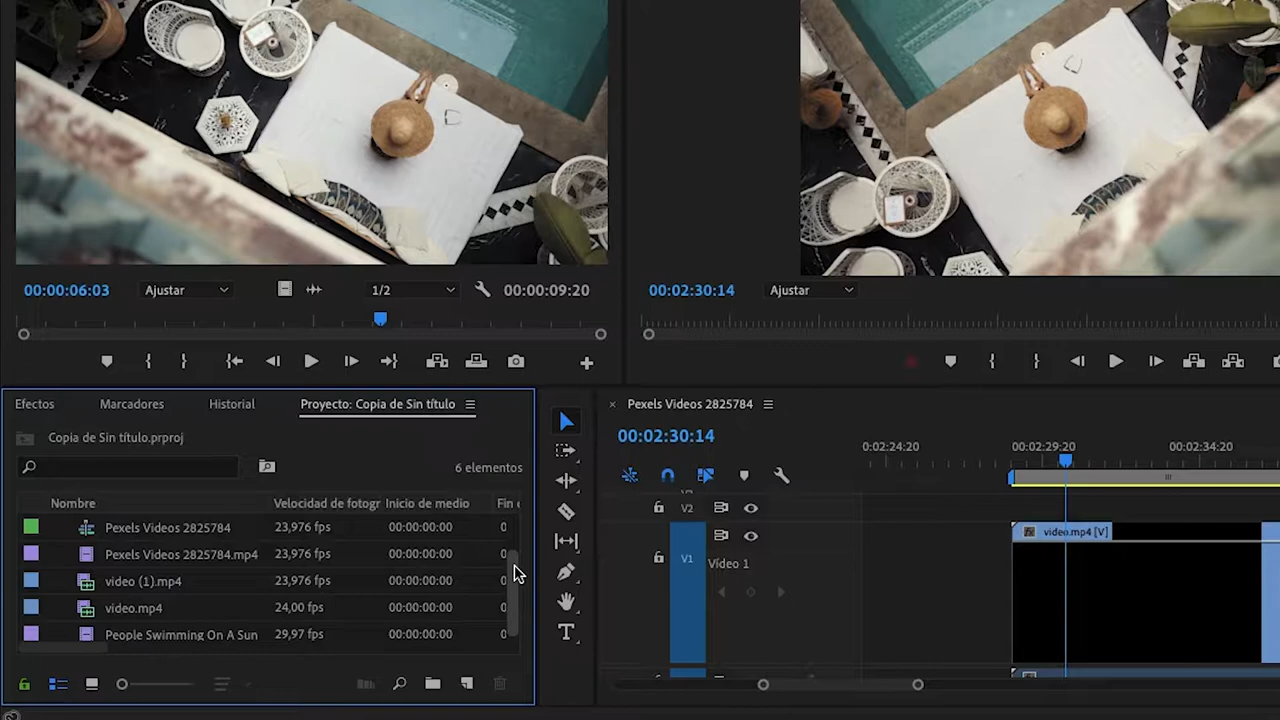 00:00:06:03 Ajustar 1/2 00:00:09:20
00:02:30:14 Ajustar
Efectos Marcadores Historial Proyecto: Copia de Sin título
Copia de Sin título.prproj
6 elementos
Nombre Velocidad de fotogr Inicio de medio Fin
Pexels Videos 2825784 23,976 fps 00:00:00:00 0
Pexels Videos 2825784.mp4 23,976 fps 00:00:00:00 0
video (1).mp4 23,976 fps 00:00:00:00 0
video.mp4 24,00 fps 00:00:00:00 0
People Swimming On A Sun 29,97 fps 00:00:00:00 0
× Pexels Videos 2825784
00:02:30:14
0:02:24:20 00:02:29:20 00:02:34:20
V2
video.mp4 [V]
V1 Vídeo 1